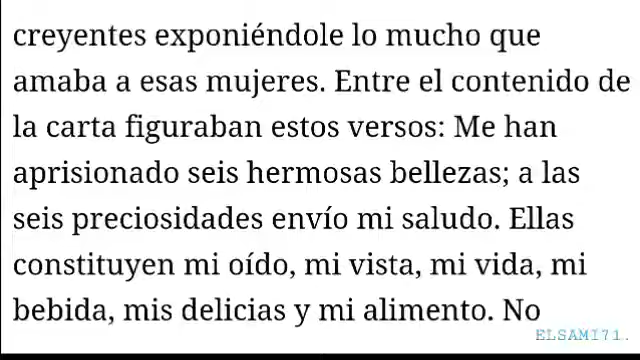 creyentes exponiéndole lo mucho que
amaba a esas mujeres. Entre el contenido de
la carta figuraban estos versos: Me han
aprisionado seis hermosas bellezas; a las
seis preciosidades envío mi saludo. Ellas
constituyen mi oído, mi vista, mi vida, mi
bebida, mis delicias y mi alimento. No
ELSAMI71.